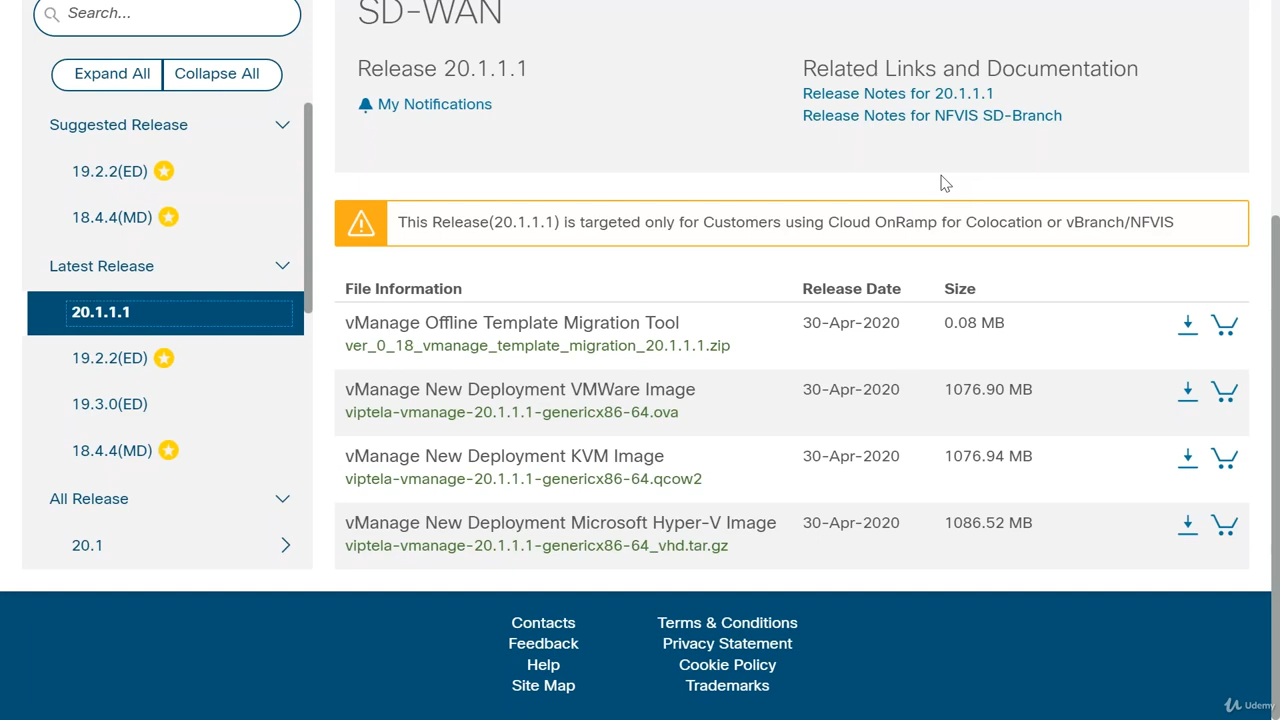 Search...
Expand All
Collapse All
Suggested Release
19.2.2(ED)
18.4.4(MD)
Latest Release
20.1.1.1
19.2.2(ED)
19.3.0(ED)
18.4.4(MD)
All Release
20.1
SD-WAN
Release 20.1.1.1
My Notifications
Related Links and Documentation
Release Notes for 20.1.1.1
Release Notes for NFVIS SD-Branch
This Release(20.1.1.1) is targeted only for Customers using Cloud OnRamp for Colocation or vBranch/NFVIS
File Information Release Date Size
vManage Offline Template Migration Tool 30-Apr-2020 0.08 MB
ver_0_18_vmanage_template_migration_20.1.1.1.zip
vManage New Deployment VMWare Image 30-Apr-2020 1076.90 MB
viptela-vmanage-20.1.1.1-genericx86-64.ova
vManage New Deployment KVM Image 30-Apr-2020 1076.94 MB
viptela-vmanage-20.1.1.1-genericx86-64.qcow2
vManage New Deployment Microsoft Hyper-V Image 30-Apr-2020 1086.52 MB
viptela-vmanage-20.1.1.1-genericx86-64_vhd.tar.gz
Contacts
Feedback
Help
Site Map
Terms & Conditions
Privacy Statement
Cookie Policy
Trademarks
Udemy